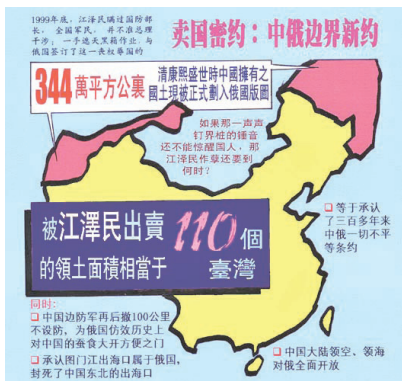 1999年底，江泽民瞒过国防部
长，全国军民，并不准总理
干涉；一手遮天黑箱作业，与
俄国签订了这一丧权辱国的
卖国密约：中俄边界新约
344萬平方公裏
清康熙盛世時中國擁有之
國土現被正式劃入俄國版圖
如果那一声声
钉界桩的锤音
还不能惊醒国人，那
江泽民作孽还要到
何时？
被江澤民出賣110個
的領土面積相當于臺灣
□ 等于承认
了三百多年来
中俄一切不平
等条约
同时：
□ 中国边防军再后撤100公里
不设防，为俄国仿效历史上
对中国的蚕食大开方便之门
□ 承认图门江出海口属于俄国，
封死了中国东北的出海口
□ 中国大陆领空、领海
对俄全面开放